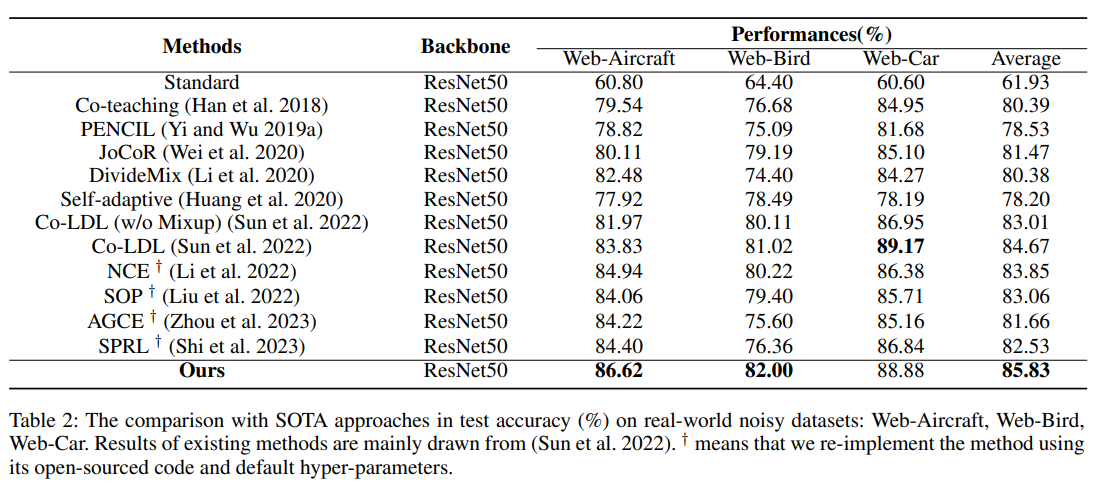 Methods Backbone Performances(%)
Web-Aircraft Web-Bird Web-Car Average
Standard ResNet50 60.80 64.40 60.60 61.93
Co-teaching (Han et al. 2018) ResNet50 79.54 76.68 84.95 80.39
PENCIL (Yi and Wu 2019a) ResNet50 78.82 75.09 81.68 78.53
JoCoR (Wei et al. 2020) ResNet50 80.11 79.19 85.10 81.47
DivideMix (Li et al. 2020) ResNet50 82.48 74.40 84.27 80.38
Self-adaptive (Huang et al. 2020) ResNet50 77.92 78.49 78.19 78.20
Co-LDL (w/o Mixup) (Sun et al. 2022) ResNet50 81.97 80.11 86.95 83.01
Co-LDL (Sun et al. 2022) ResNet50 83.83 81.02 89.17 84.67
NCE † (Li et al. 2022) ResNet50 84.94 80.22 86.38 83.85
SOP † (Liu et al. 2022) ResNet50 84.06 79.40 85.71 83.06
AGCE † (Zhou et al. 2023) ResNet50 84.22 75.60 85.16 81.66
SPRL † (Shi et al. 2023) ResNet50 84.40 76.36 86.84 82.53
Ours ResNet50 86.62 82.00 88.88 85.83
Table 2: The comparison with SOTA approaches in test accuracy (%) on real-world noisy datasets: Web-Aircraft, Web-Bird,
Web-Car. Results of existing methods are mainly drawn from (Sun et al. 2022). † means that we re-implement the method using
its open-sourced code and default hyper-parameters.